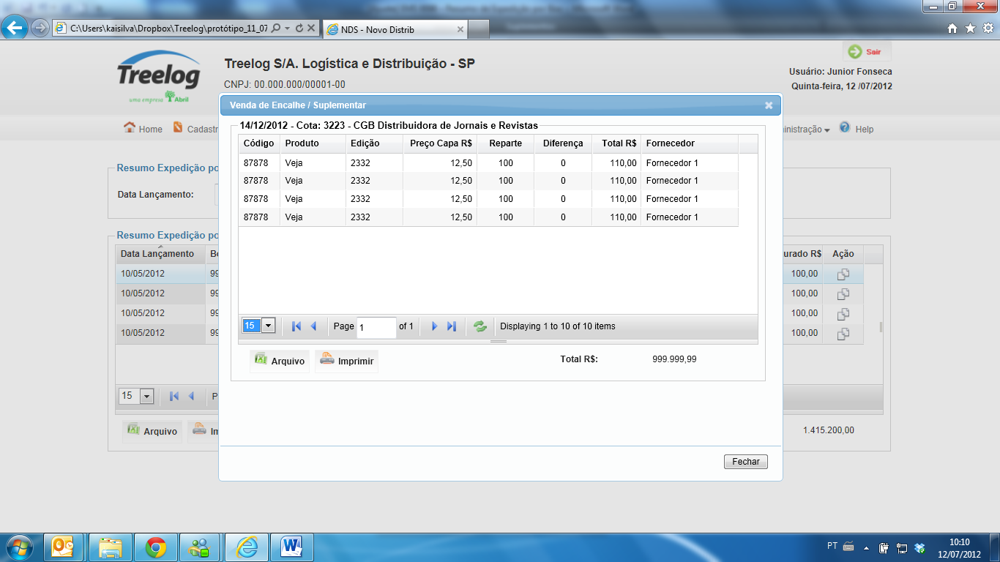 C:\Users\kaisilva\Dropbox\Treelog\protótipo_11_07
NDS - Novo Distrib
Treelog
uma empresa Abril
Treelog S/A. Logística e Distribuição - SP
CNPJ: 00.000.000/00001-00
Sair
Usuário: Junior Fonseca
Quinta-feira, 12 /07/2012
Home
Cadastr
inistração
Help
Venda de Encalhe / Suplementar
14/12/2012 - Cota: 3223 - CGB Distribuidora de Jornais e Revistas
Código Produto Edição Preço Capa R$ Reparte Diferença Total R$ Fornecedor
87878 Veja 2332 12,50 100 0 110,00 Fornecedor 1
87878 Veja 2332 12,50 100 0 110,00 Fornecedor 1
87878 Veja 2332 12,50 100 0 110,00 Fornecedor 1
87878 Veja 2332 12,50 100 0 110,00 Fornecedor 1
15 Page 1 of 1 Displaying 1 to 10 of 10 items
Arquivo Imprimir Total R$: 999.999,99
Fechar
Resumo Expedição po
Data Lançamento:
Resumo Expedição po
Data Lançamento B urado R$ Ação
10/05/2012 99 100,00
10/05/2012 99 100,00
10/05/2012 99 100,00
10/05/2012 99 100,00
15 P
Arquivo Im 1.415.200,00
PT 10:10
12/07/2012